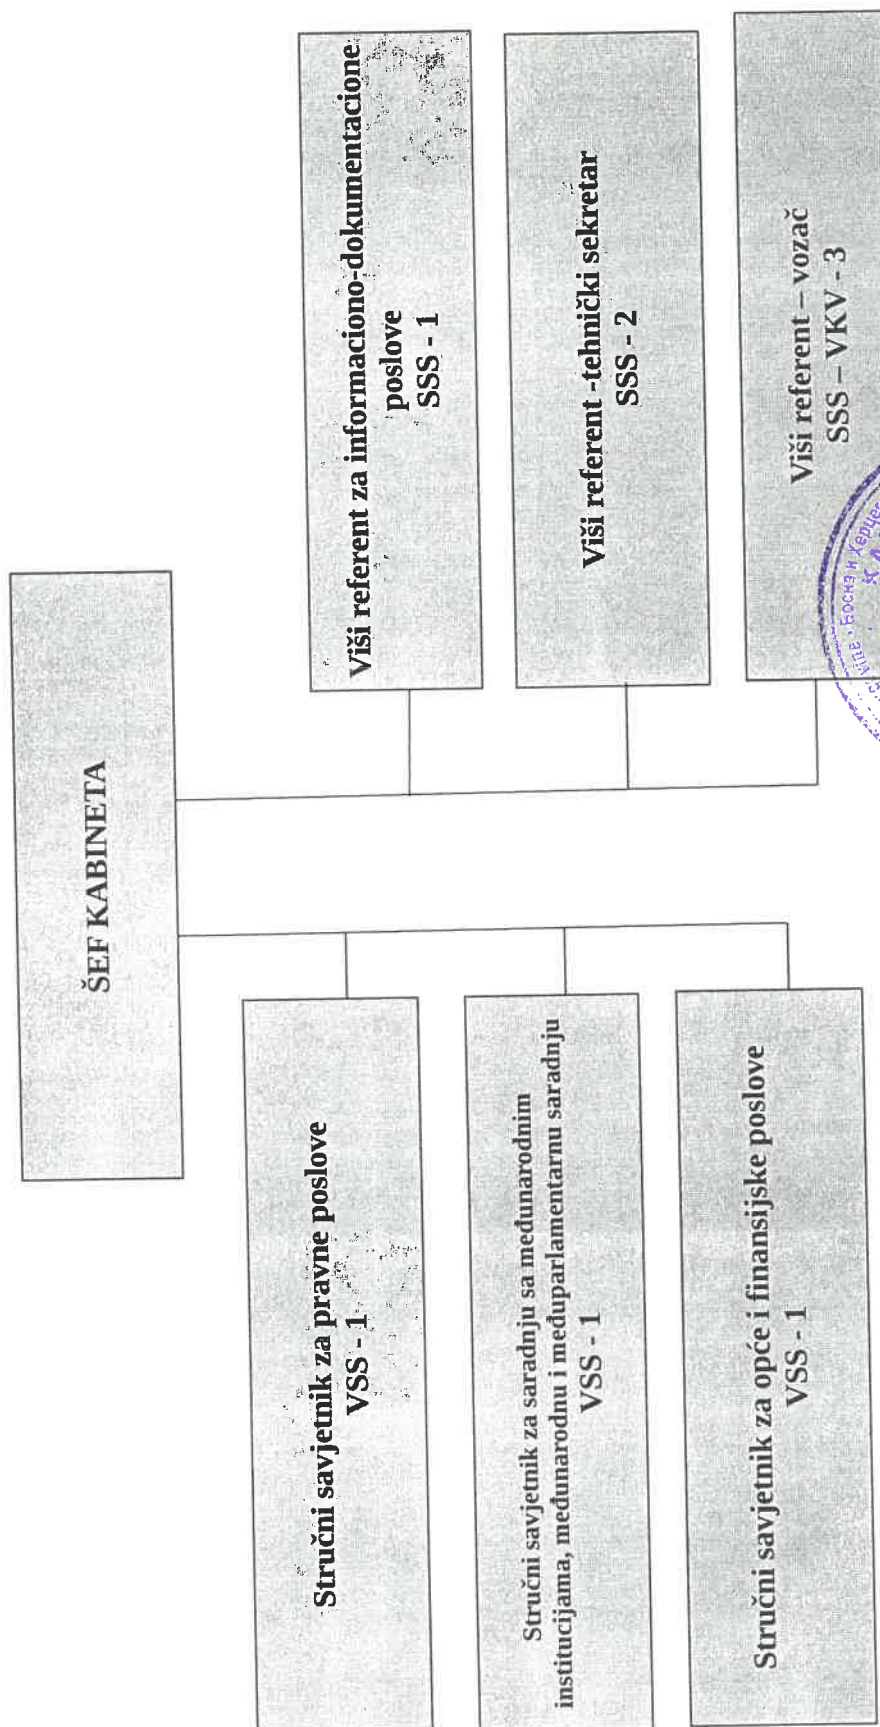 ŠEF KABINETA
Stručni savjetnik za pravne poslove
VSS - 1
Stručni savjetnik za saradnju sa međunarodnim
institucijama, međunarodnu i međuparlamentarnu saradnju
VSS - 1
Stručni savjetnik za opće i finansijske poslove
VSS - 1
Viši referent za informaciono-dokumentacione
poslove
SSS - 1
Viši referent -tehnički sekretar
SSS - 2
Viši referent – vozač
SSS – VKV - 3
Босна и